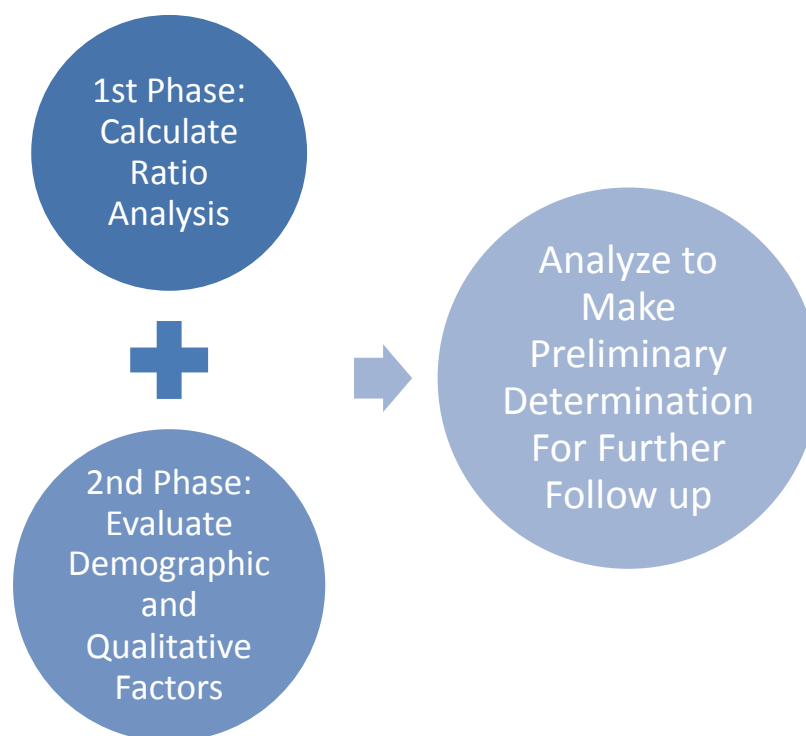 1st Phase:
Calculate
Ratio
Analysis
2nd Phase:
Evaluate
Demographic
and
Qualitative
Factors
Analyze to
Make
Preliminary
Determination
For Further
Follow up